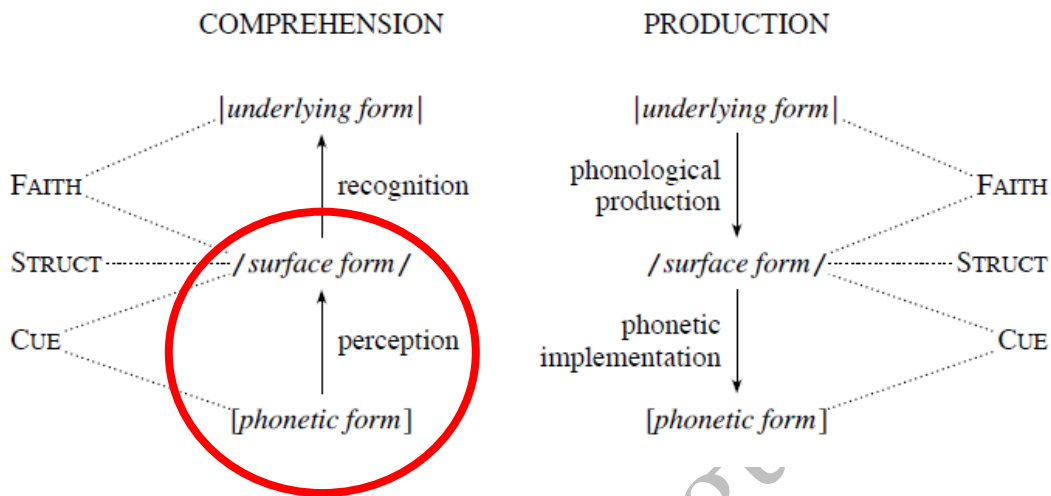 COMPREHENSION
|underlying form|
FAITH
recognition
STRUCT
/surface form/
CUE
perception
[phonetic form]
PRODUCTION
|underlying form|
phonological
production
FAITH
/surface form/
STRUCT
phonetic
implementation
CUE
[phonetic form]